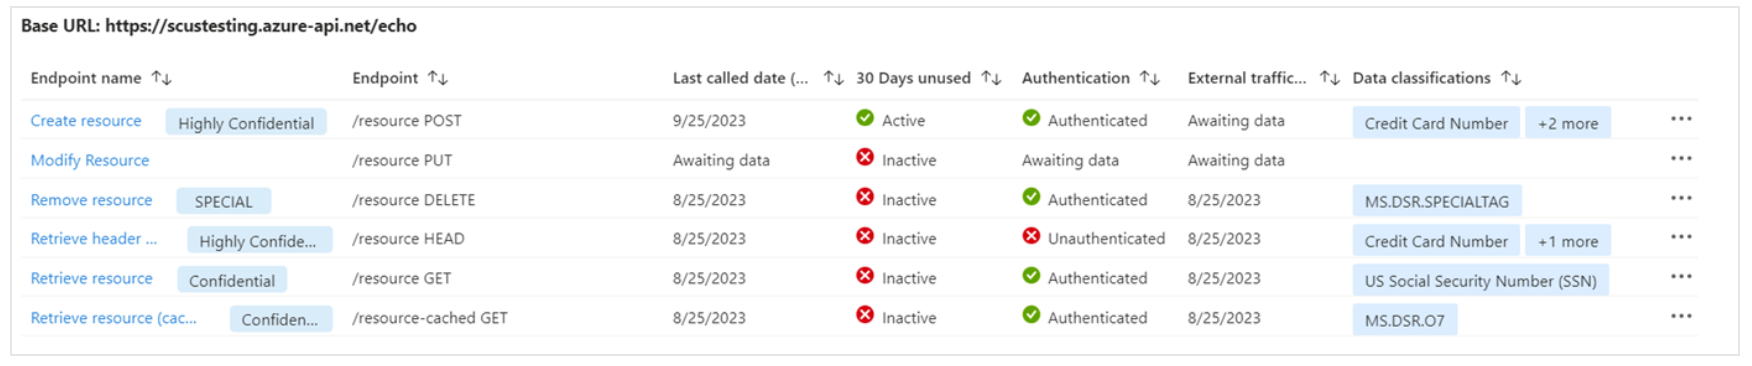 Base URL: https://scustesting.azure-api.net/echo
Endpoint name ↑↓ Endpoint ↑↓ Last called date (... ↑↓ 30 Days unused ↑↓ Authentication ↑↓ External traffic... ↑↓ Data classifications ↑↓
Create resource Highly Confidential /resource POST 9/25/2023 Active Authenticated Awaiting data Credit Card Number +2 more ...
Modify Resource /resource PUT Awaiting data Inactive Awaiting data Awaiting data ...
Remove resource SPECIAL /resource DELETE 8/25/2023 Inactive Authenticated 8/25/2023 MS.DSR.SPECIALTAG ...
Retrieve header ... Highly Confide... /resource HEAD 8/25/2023 Inactive Unauthenticated 8/25/2023 Credit Card Number +1 more ...
Retrieve resource Confidential /resource GET 8/25/2023 Inactive Authenticated 8/25/2023 US Social Security Number (SSN) ...
Retrieve resource (cac... Confiden... /resource-cached GET 8/25/2023 Inactive Authenticated 8/25/2023 MS.DSR.O7 ...